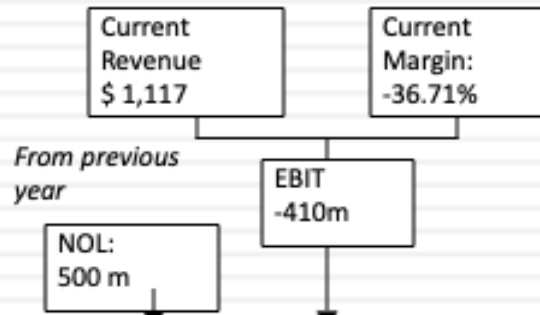 Current
Revenue
$ 1,117
Current
Margin:
-36.71%
From previous
year
EBIT
-410m
NOL:
500 m